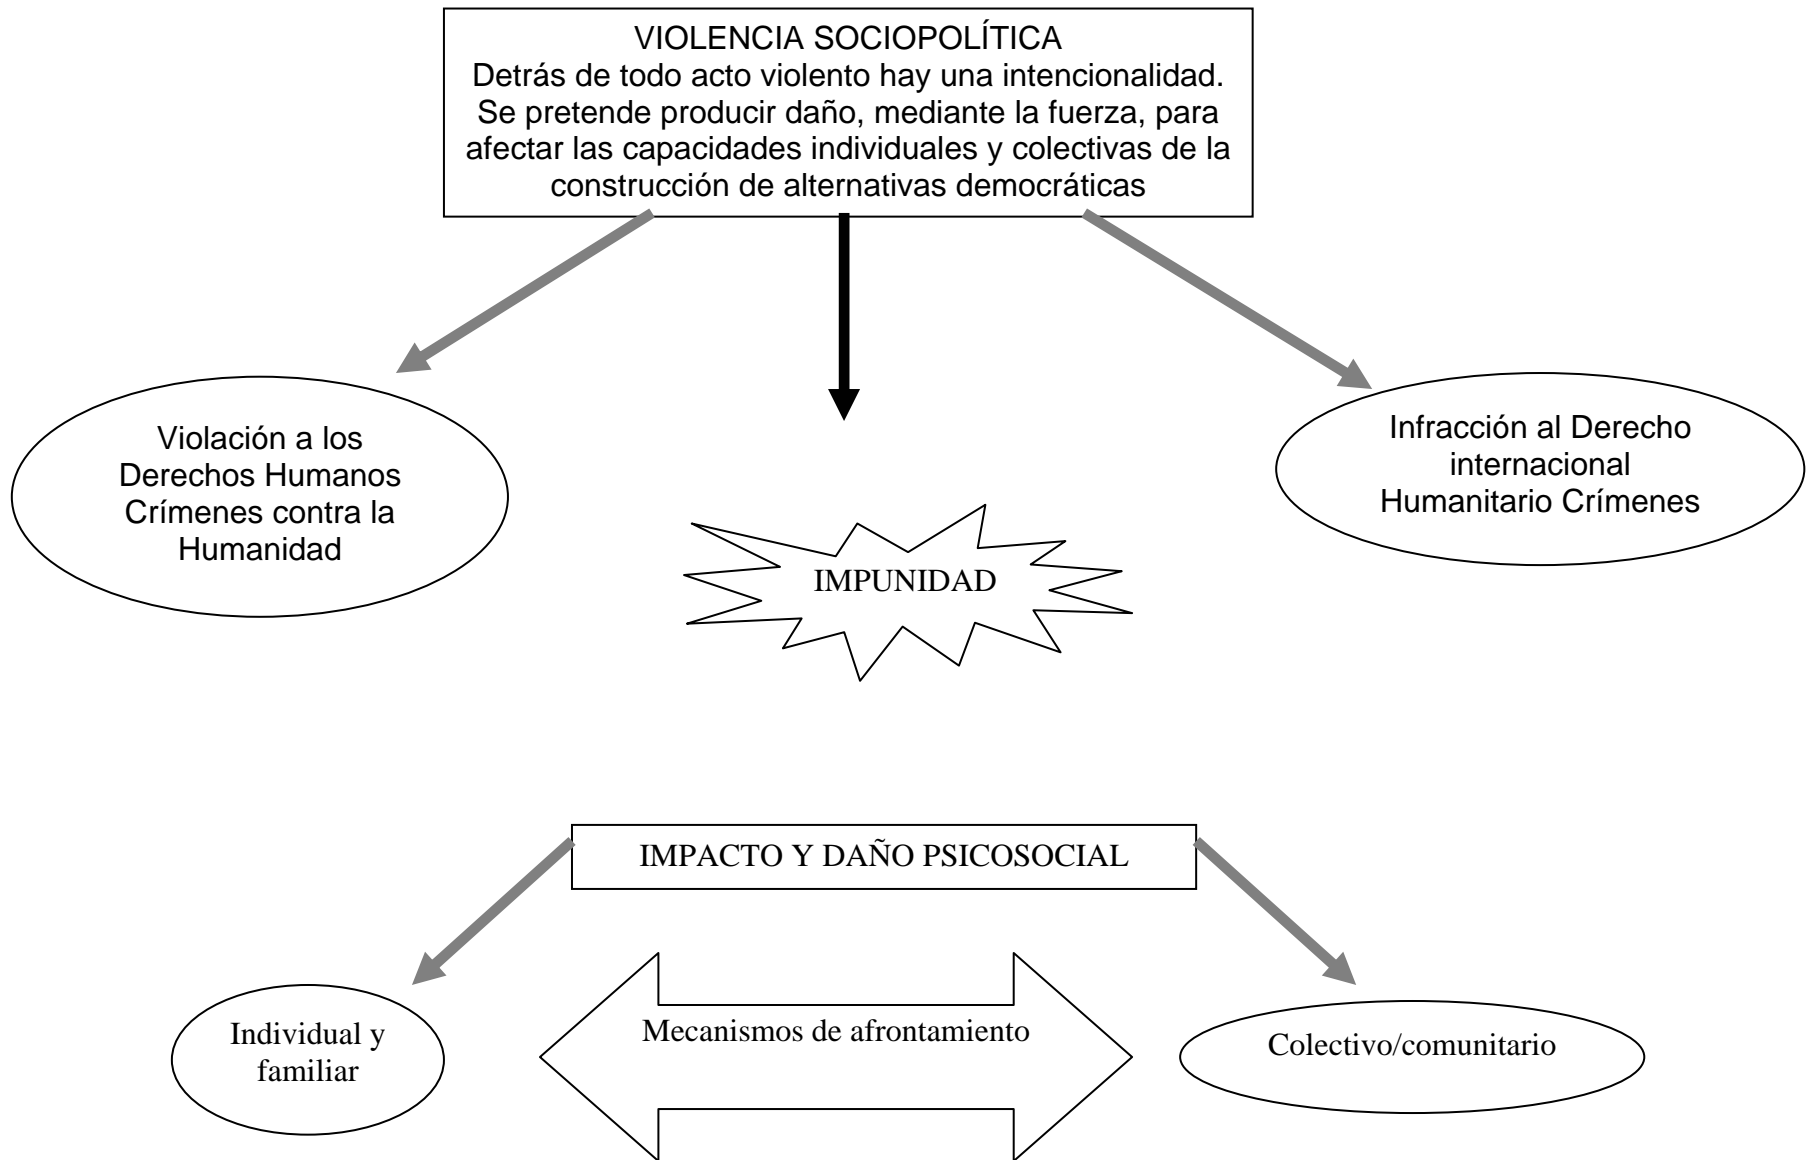 VIOLENCIA SOCIOPOLÍTICA
Detrás de todo acto violento hay una intencionalidad.
Se pretende producir daño, mediante la fuerza, para
afectar las capacidades individuales y colectivas de la
construcción de alternativas democráticas
Violación a los
Derechos Humanos
Crímenes contra la
Humanidad
Infracción al Derecho
internacional
Humanitario Crímenes
IMPUNIDAD
IMPACTO Y DAÑO PSICOSOCIAL
Individual y
familiar
Mecanismos de afrontamiento
Colectivo/comunitario